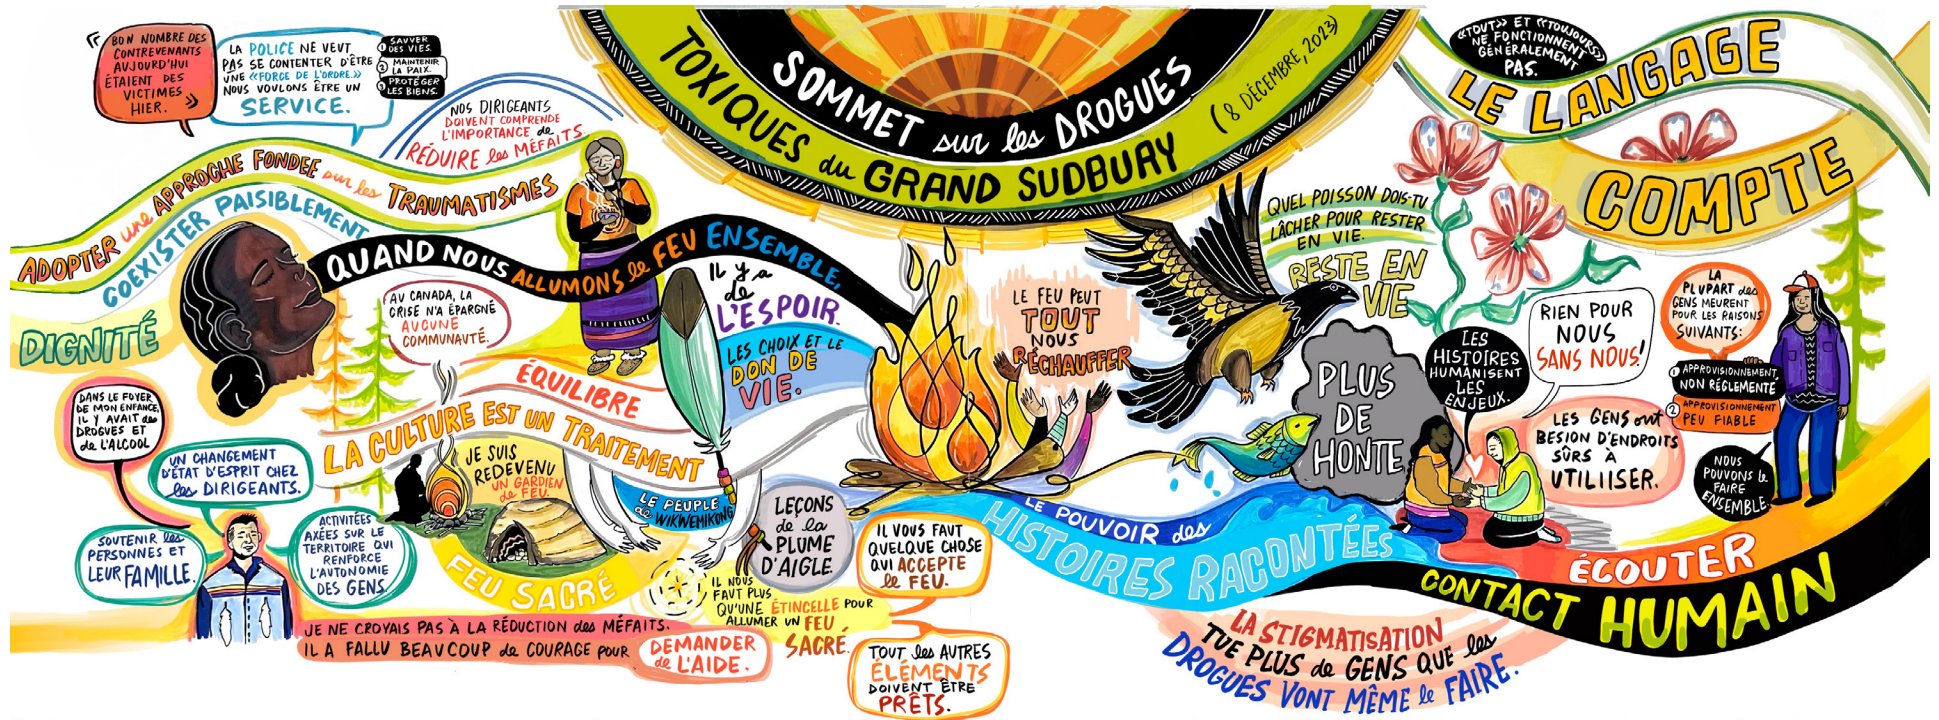 SOMMET sur les DROGUES
TOXIQUES du GRAND SUDBURY
(8 DÉCEMBRE, 2023)
« BON NOMBRE DES
CONTREVENANTS
AUJOURD'HUI
ÉTAIENT DES
VICTIMES
HIER. »
LA POLICE NE VEUT
PAS SE CONTENTER D'ÊTRE
UNE «FORCE DE L'ORDRE.»
NOUS VOULONS ÊTRE UN
SERVICE.
1 SAUVER
DES VIES.
2 MAINTENIR
LA PAIX.
3 PROTÉGER
LES BIENS.
NOS DIRIGEANTS
DOIVENT COMPRENDRE
L'IMPORTANCE de
RÉDUIRE les MÉFAITS.
ADOPTER une APPROCHE FONDEE sur les TRAUMATISMES
COEXISTER PAISIBLEMENT
DIGNITÉ
QUAND NOUS ALLUMONS le FEU ENSEMBLE,
IL y a
de
L'ESPOIR.
LES CHOIX ET LE
DON DE
VIE.
AU CANADA, LA
CRISE N'A ÉPARGNÉ
AUCUNE
COMMUNAUTÉ.
ÉQUILIBRE
LA CULTURE EST UN TRAITEMENT
DANS LE FOYER
DE MON ENFANCE,
IL Y AVAIT des
DROGUES ET
de L'ALCOOL
UN CHANGEMENT
D'ÉTAT D'ESPRIT CHEZ
les DIRIGEANTS.
SOUTENIR les
PERSONNES ET
LEUR FAMILLE.
ACTIVITÉES
AXÉES SUR LE
TERRITOIRE QUI
RENFORCE
L'AUTONOMIE
DES GENS.
JE SUIS
REDEVENU
UN GARDIEN
de FEU.
FEU SACRÉ
LE PEUPLE
de WIKWEMIKONG
LEÇONS
de la
PLUME
D'AIGLE.
IL NOUS
FAUT PLUS
QU'UNE ÉTINCELLE POUR
ALLUMER UN FEU
SACRÉ.
JE NE CROYAIS PAS À LA RÉDUCTION des MÉFAITS.
IL A FALLU BEAUCOUP de COURAGE POUR
DEMANDER
de L'AIDE.
IL VOUS FAUT
QUELQUE CHOSE
QUI ACCEPTE
le FEU.
TOUT les AUTRES
ÉLÉMENTS
DOIVENT ÊTRE
PRÊTS.
LE FEU PEUT
TOUT
NOUS
RÉCHAUFFER
QUEL POISSON DOIS-TU
LÂCHER POUR RESTER
EN VIE.
RESTE EN
VIE
PLUS
DE
HONTE
LE POUVOIR des
HISTOIRES RACONTÉES
«TOUT» ET «TOUJOURS»
NE FONCTIONNENT
GÉNÉRALEMENT
PAS.
LE LANGAGE
COMPTE
LES
HISTOIRES
HUMANISENT
LES
ENJEUX.
RIEN POUR
NOUS
SANS NOUS!
LES GENS ont
BESION D'ENDROITS
SÛRS À
UTILIISER.
LA
PLUPART des
GENS MEURENT
POUR LES RAISONS
SUIVANTS:
1 APPROVISIONNEMENT
NON RÉGLEMENTÉ
2 APPROVISIONNEMENT
PEU FIABLE
NOUS
POUVONS le
FAIRE
ENSEMBLE.
ÉCOUTER
CONTACT HUMAIN
LA STIGMATISATION
TUE PLUS de GENS QUE les
DROGUES VONT MÊME le FAIRE.